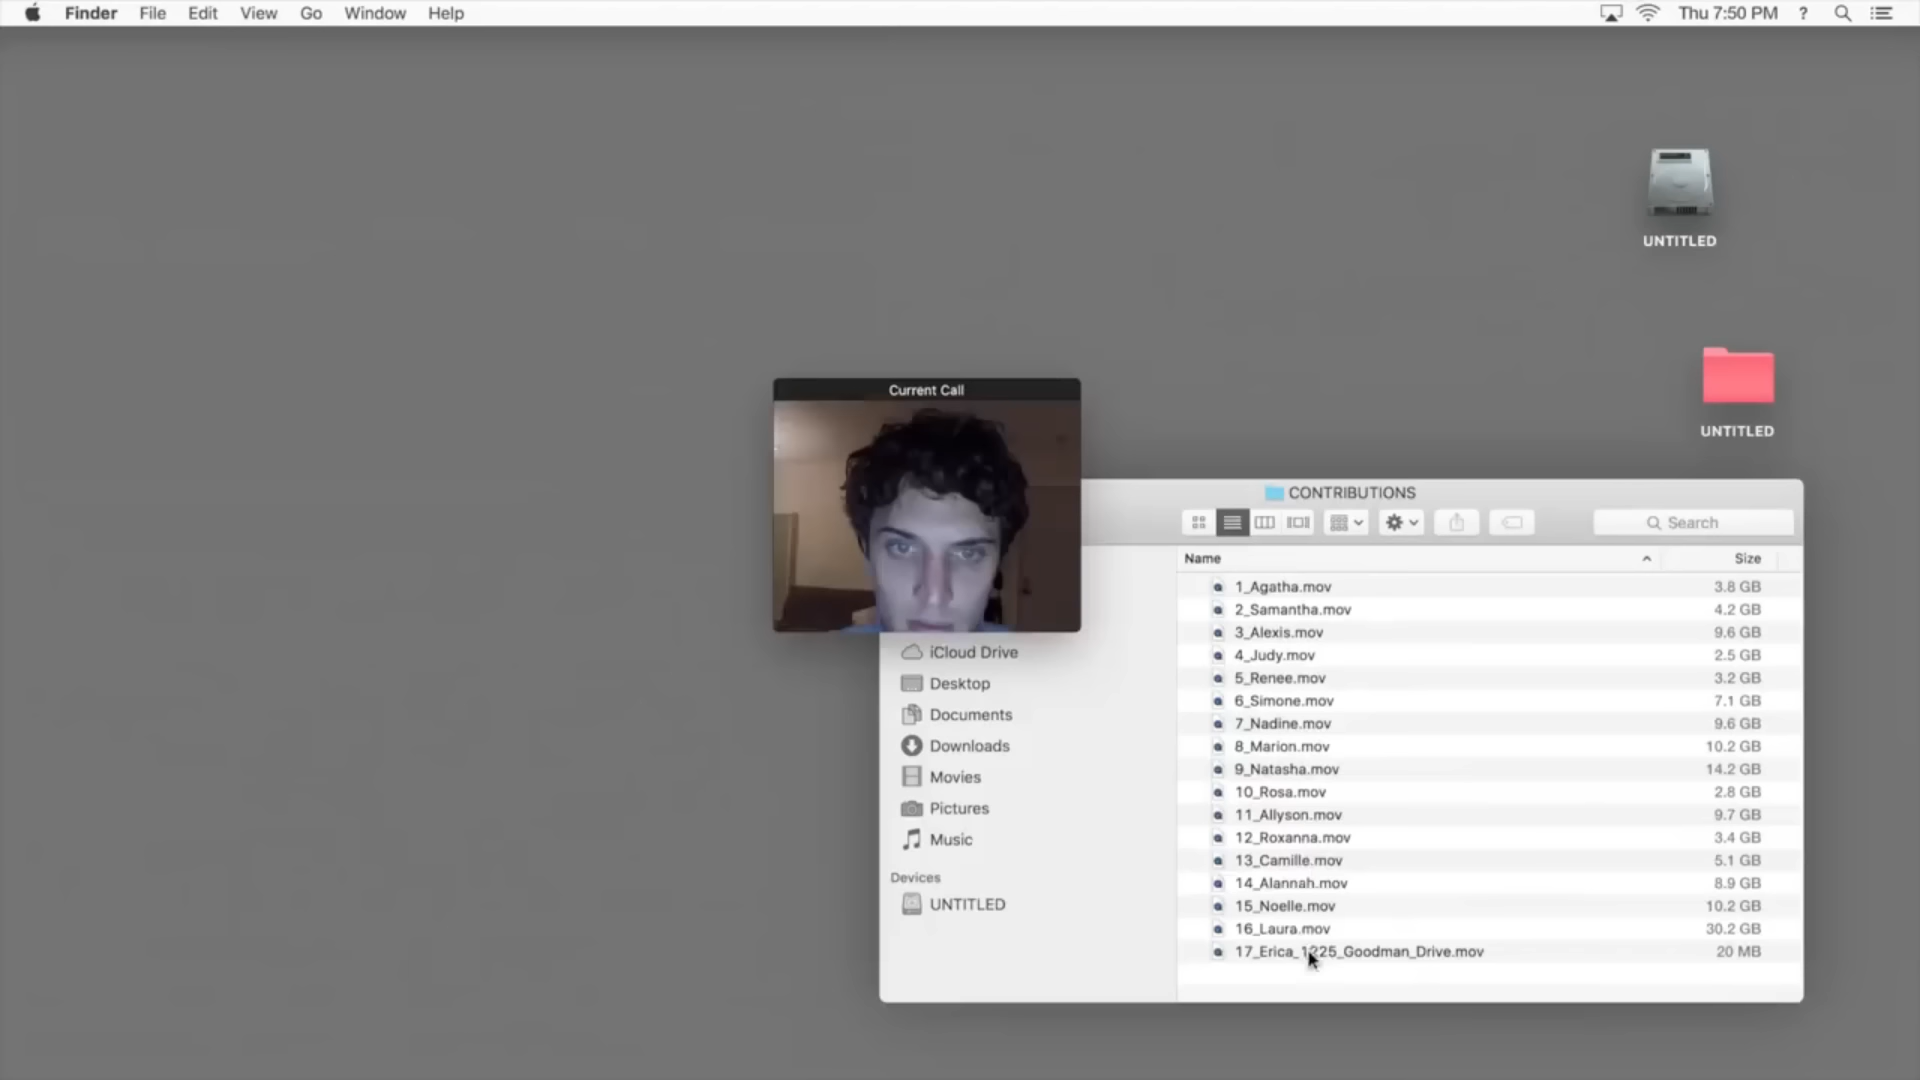 Finder File Edit View Go Window Help Thu 7:50 PM ?
UNTITLED
UNTITLED
Current Call
CONTRIBUTIONS
Search
Name Size
1_Agatha.mov 3.8 GB
2_Samantha.mov 4.2 GB
3_Alexis.mov 9.6 GB
4_Judy.mov 2.5 GB
5_Renee.mov 3.2 GB
6_Simone.mov 7.1 GB
7_Nadine.mov 9.6 GB
8_Marion.mov 10.2 GB
9_Natasha.mov 14.2 GB
10_Rosa.mov 2.8 GB
11_Allyson.mov 9.7 GB
12_Roxanna.mov 3.4 GB
13_Camille.mov 5.1 GB
14_Alannah.mov 8.9 GB
15_Noelle.mov 10.2 GB
16_Laura.mov 30.2 GB
17_Erica_1225_Goodman_Drive.mov 20 MB
iCloud Drive
Desktop
Documents
Downloads
Movies
Pictures
Music
Devices
UNTITLED